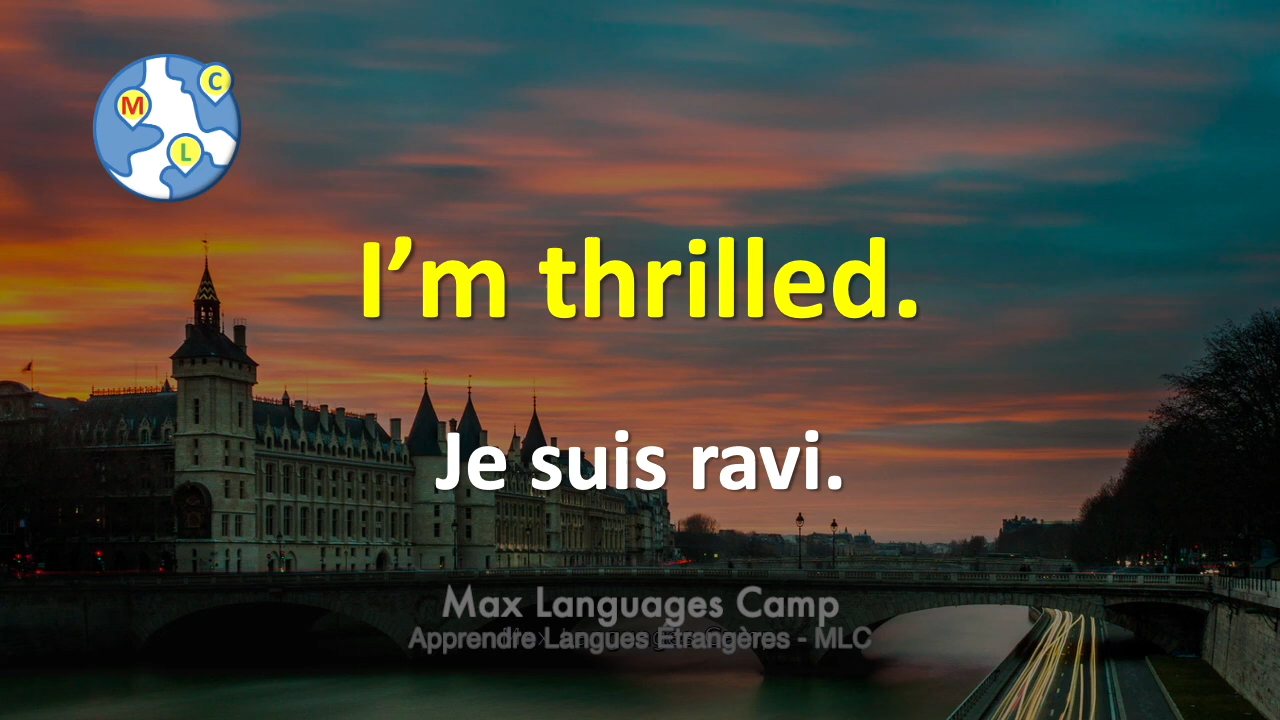 C
M
L
I’m thrilled.
Je suis ravi.
Max Languages Camp
Apprendre Langues Étrangères - MLC